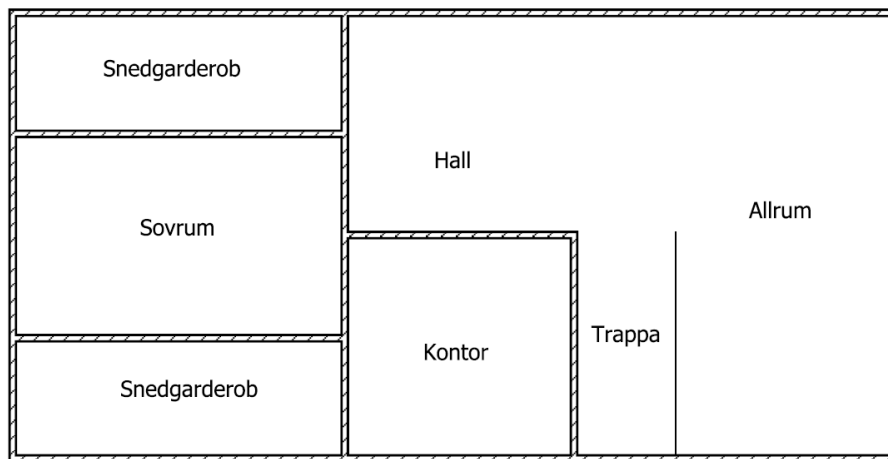 Snedgarderob
Hall
Sovrum
Allrum
Trappa
Kontor
Snedgarderob